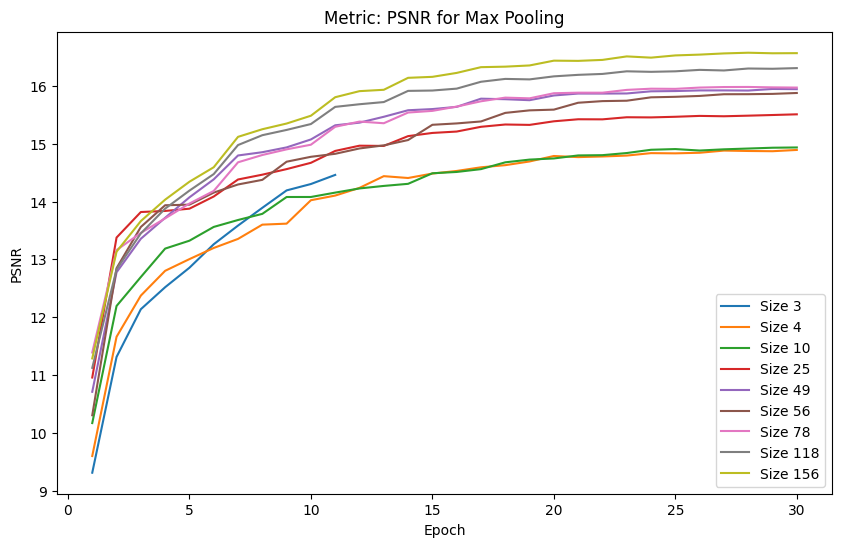 Metric: PSNR for Max Pooling
PSNR
16
15
14
13
12
11
10
9
0
5
10
15
20
25
30
Epoch
Size 3
Size 4
Size 10
Size 25
Size 49
Size 56
Size 78
Size 118
Size 156